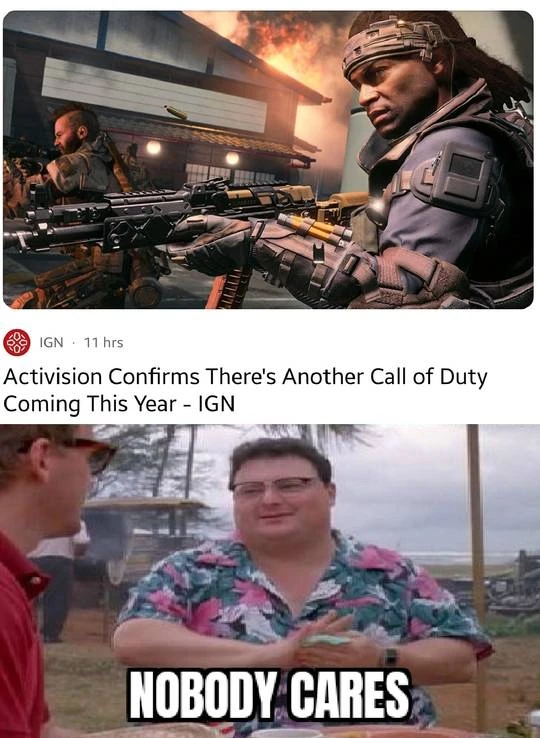 IGN · 11 hrs
Activision Confirms There's Another Call of Duty
Coming This Year - IGN
NOBODY CARES